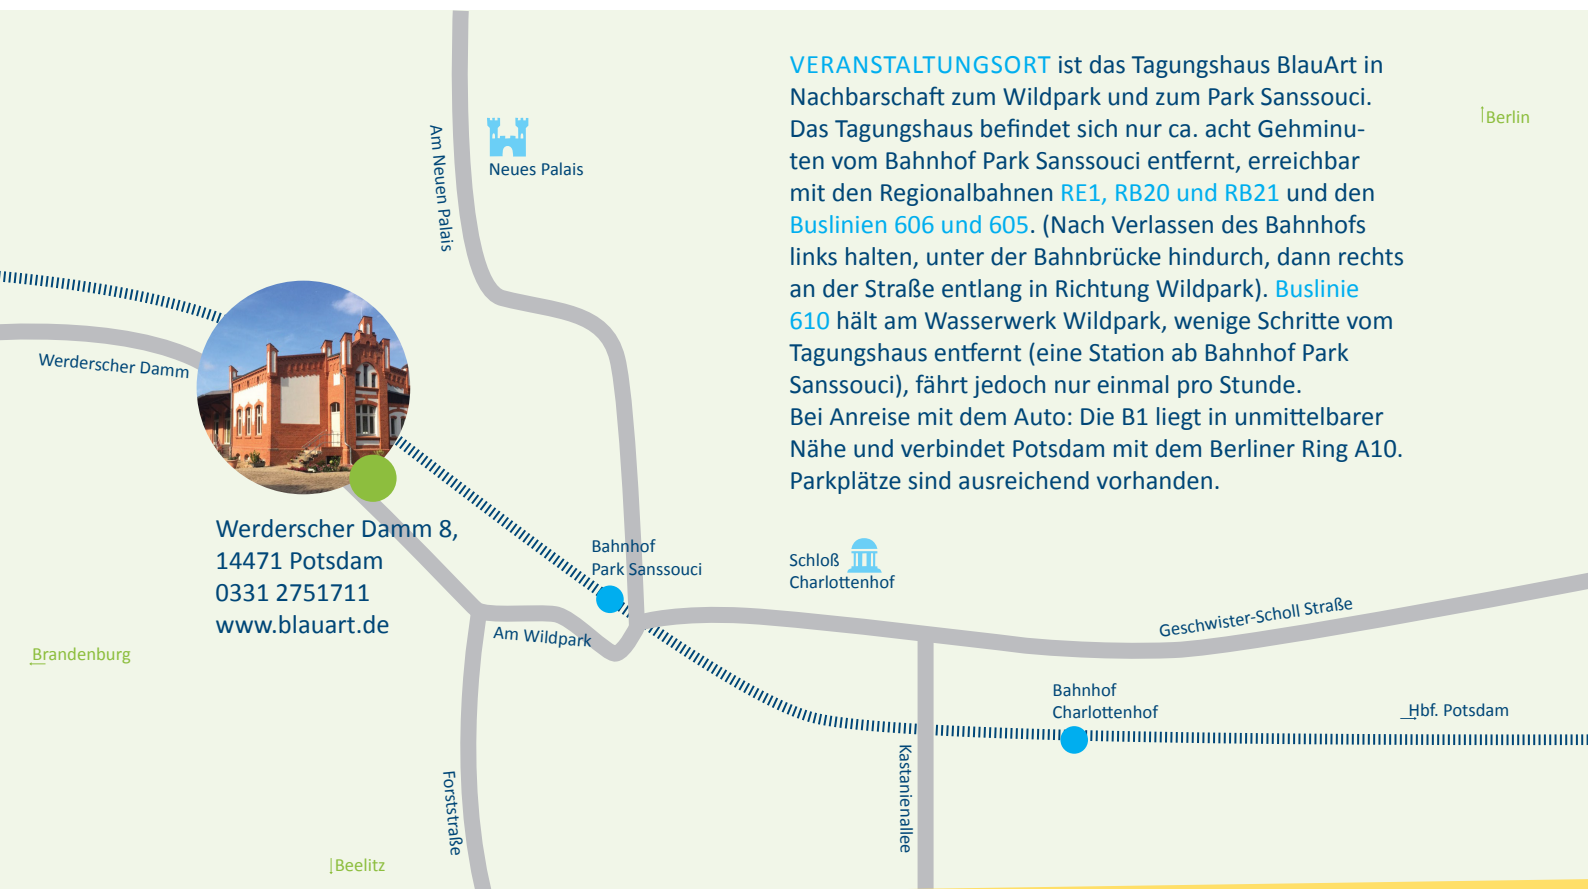 VERANSTALTUNGSORT ist das Tagungshaus BlauArt in
Nachbarschaft zum Wildpark und zum Park Sanssouci.
Das Tagungshaus befindet sich nur ca. acht Gehminu-
ten vom Bahnhof Park Sanssouci entfernt, erreichbar
mit den Regionalbahnen RE1, RB20 und RB21 und den
Buslinien 606 und 605. (Nach Verlassen des Bahnhofs
links halten, unter der Bahnbrücke hindurch, dann rechts
an der Straße entlang in Richtung Wildpark). Buslinie
610 hält am Wasserwerk Wildpark, wenige Schritte vom
Tagungshaus entfernt (eine Station ab Bahnhof Park
Sanssouci), fährt jedoch nur einmal pro Stunde.
Bei Anreise mit dem Auto: Die B1 liegt in unmittelbarer
Nähe und verbindet Potsdam mit dem Berliner Ring A10.
Parkplätze sind ausreichend vorhanden.
Berlin
Am Neuen Palais
Neues Palais
Werderscher Damm
Werderscher Damm 8,
14471 Potsdam
0331 2751711
www.blauart.de
Bahnhof
Park Sanssouci
Schloß
Charlottenhof
Am Wildpark
Geschwister-Scholl Straße
Brandenburg
Bahnhof
Charlottenhof
Hbf. Potsdam
Kastanienallee
Forststraße
Beelitz